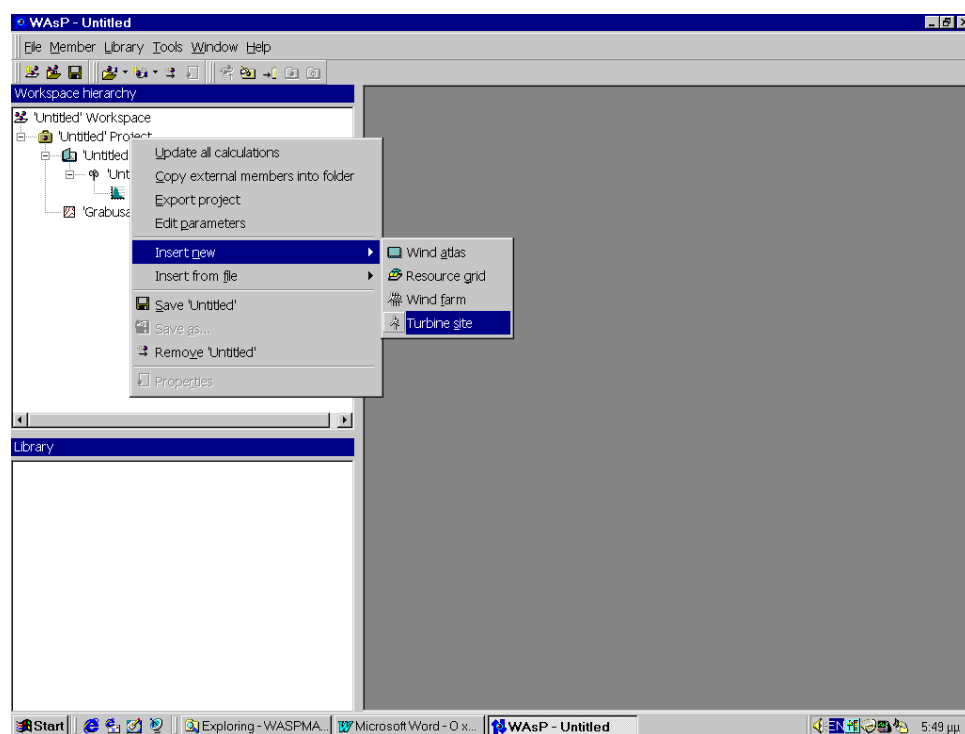 WAsP - Untitled
File Member Library Tools Window Help
Workspace hierarchy
'Untitled' Workspace
'Untitled' Project
'Untitled
'Unt
'Grabusa
Update all calculations
Copy external members into folder
Export project
Edit parameters
Insert new
Insert from file
Save 'Untitled'
Save as...
Remove 'Untitled'
Properties
Wind atlas
Resource grid
Wind farm
Turbine site
Library
Start
Exploring - WASPMA...
Microsoft Word - Ο x...
WAsP - Untitled
EN
5:49 μμ